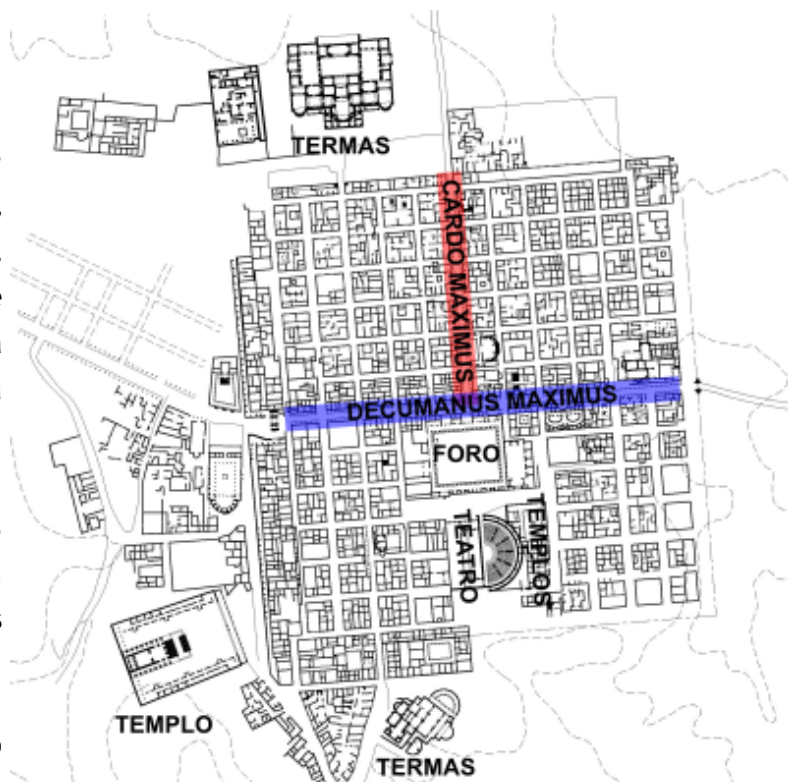 TERMAS
CARDO MAXIMUS
DECUMANUS MAXIMUS
FORO
TEATRO
TEMPLOS
TEMPLO
TERMAS